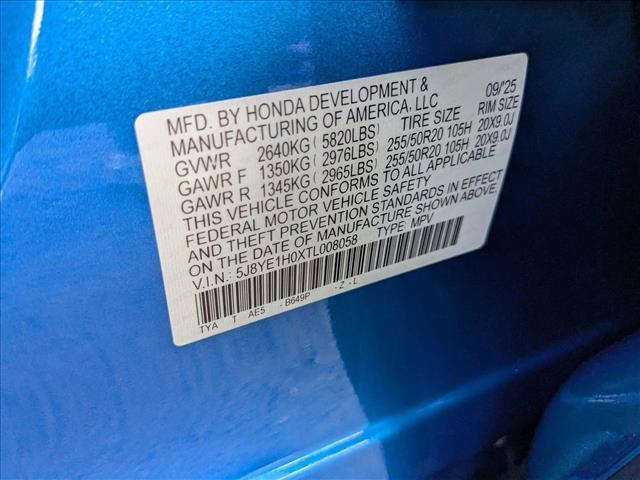 MFD. BY HONDA DEVELOPMENT & 09/'25
MANUFACTURING OF AMERICA, LLC TIRE SIZE RIM SIZE
GVWR 2640KG ( 5820LBS)
GAWR F 1350KG ( 2976LBS) 255/50R20 105H 20X9.0J
GAWR R 1345KG ( 2965LBS) 255/50R20 105H 20X9.0J
THIS VEHICLE CONFORMS TO ALL APPLICABLE
FEDERAL MOTOR VEHICLE SAFETY
AND THEFT PREVENTION STANDARDS IN EFFECT
ON THE DATE OF MANUFACTURE SHOWN ABOVE.
V.I.N.: 5J8YE1H0XTL008058 TYPE: MPV
TYA T AE5 - B649P - Z - L